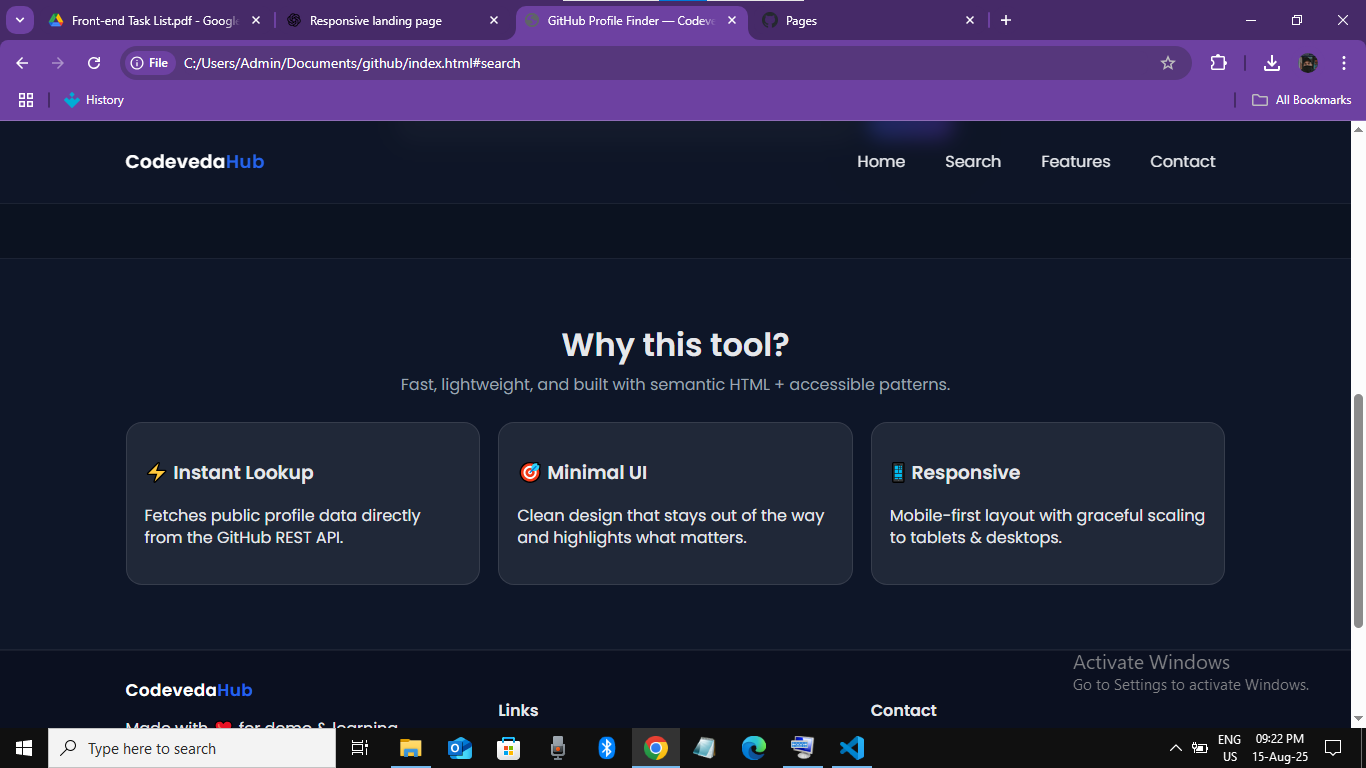 Front-end Task List.pdf - Google
Responsive landing page
GitHub Profile Finder — Codeve
Pages
File
C:/Users/Admin/Documents/github/index.html#search
History
All Bookmarks
CodevedaHub
Home
Search
Features
Contact
Why this tool?
Fast, lightweight, and built with semantic HTML + accessible patterns.
⚡ Instant Lookup
Fetches public profile data directly
from the GitHub REST API.
🎯 Minimal UI
Clean design that stays out of the way
and highlights what matters.
📱 Responsive
Mobile-first layout with graceful scaling
to tablets & desktops.
Activate Windows
Go to Settings to activate Windows.
CodevedaHub
Made with ❤️ for demo & learning
Links
Contact
Type here to search
ENG
US
09:22 PM
15-Aug-25